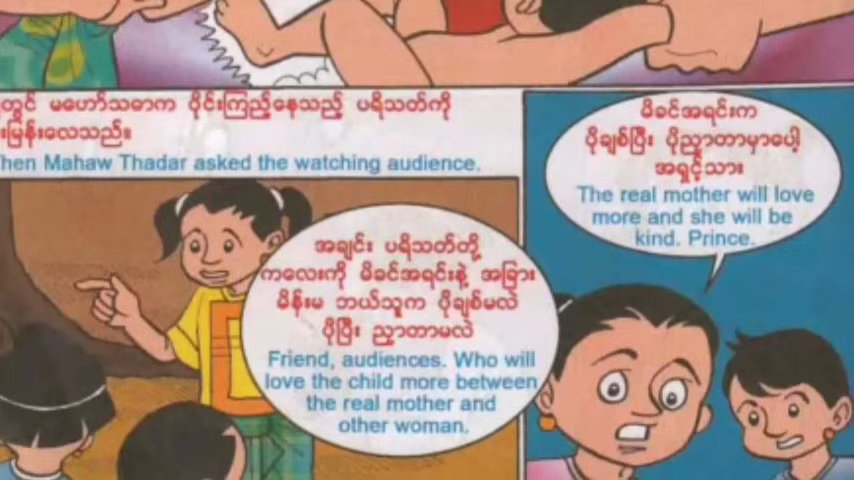 တွင် မဟော်သဓာက ဝိုင်းကြည့်နေသည့် ပရိသတ်ကို
မြန်းလေသည်။
hen Mahaw Thadar asked the watching audience.
မိခင်အရင်းက
ပိုချစ်ပြီး ပိုညှာတာမှာပေါ့
အရှင့်သား
The real mother will love
more and she will be
kind. Prince.
အချင်း ပရိသတ်တို့
ကလေးကို မိခင်အရင်းနဲ့ အခြား
မိန်းမ ဘယ်သူက ပိုချစ်မလဲ
ပိုပြီး ညှာတာမလဲ
Friend, audiences. Who will
love the child more between
the real mother and
other woman.